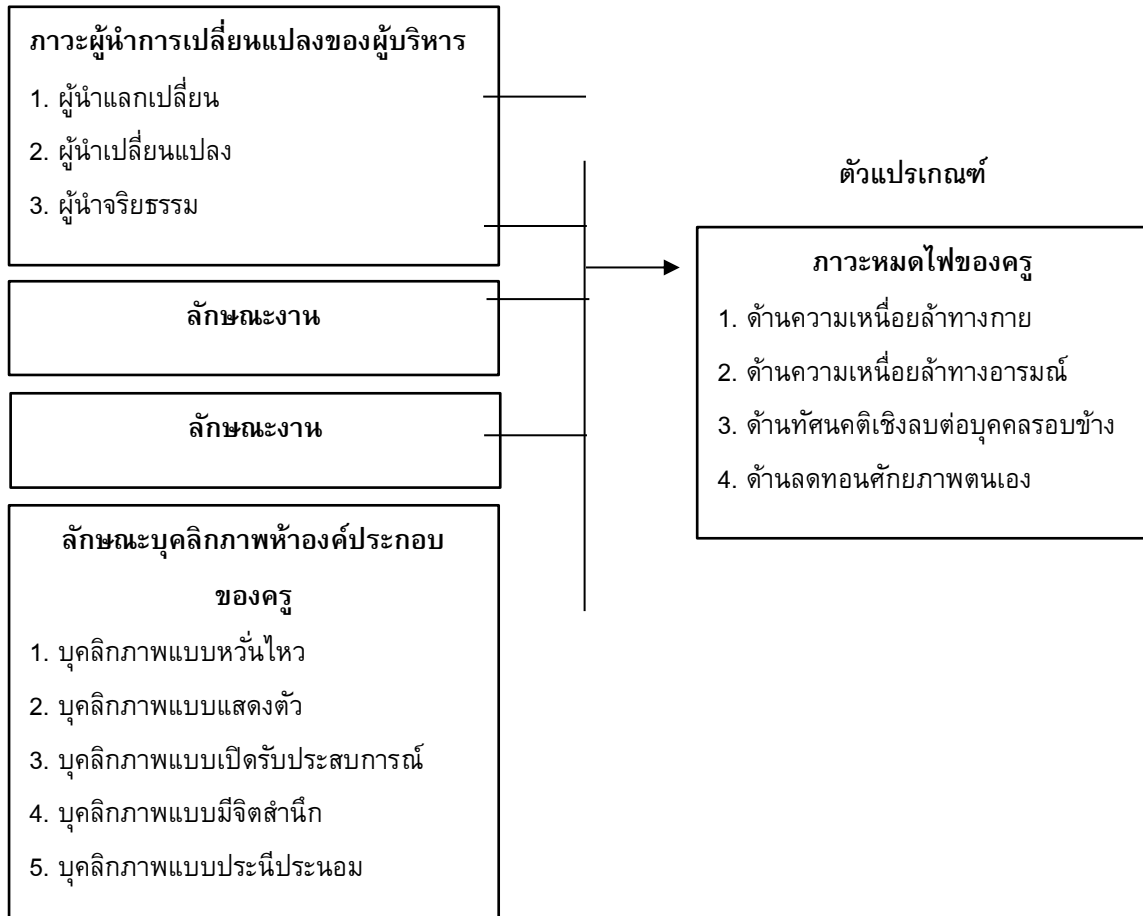 ภาวะผู้นำการเปลี่ยนแปลงของผู้บริหาร
1. ผู้นำแลกเปลี่ยน
2. ผู้นำเปลี่ยนแปลง
3. ผู้นำจริยธรรม
ลักษณะงาน
ลักษณะงาน
ลักษณะบุคลิกภาพห้าองค์ประกอบ
ของครู
1. บุคลิกภาพแบบหวั่นไหว
2. บุคลิกภาพแบบแสดงตัว
3. บุคลิกภาพแบบเปิดรับประสบการณ์
4. บุคลิกภาพแบบมีจิตสำนึก
5. บุคลิกภาพแบบประนีประนอม
ตัวแปรเกณฑ์
ภาวะหมดไฟของครู
1. ด้านความเหนื่อยล้าทางกาย
2. ด้านความเหนื่อยล้าทางอารมณ์
3. ด้านทัศนคติเชิงลบต่อบุคคลรอบข้าง
4. ด้านลดทอนศักยภาพตนเอง